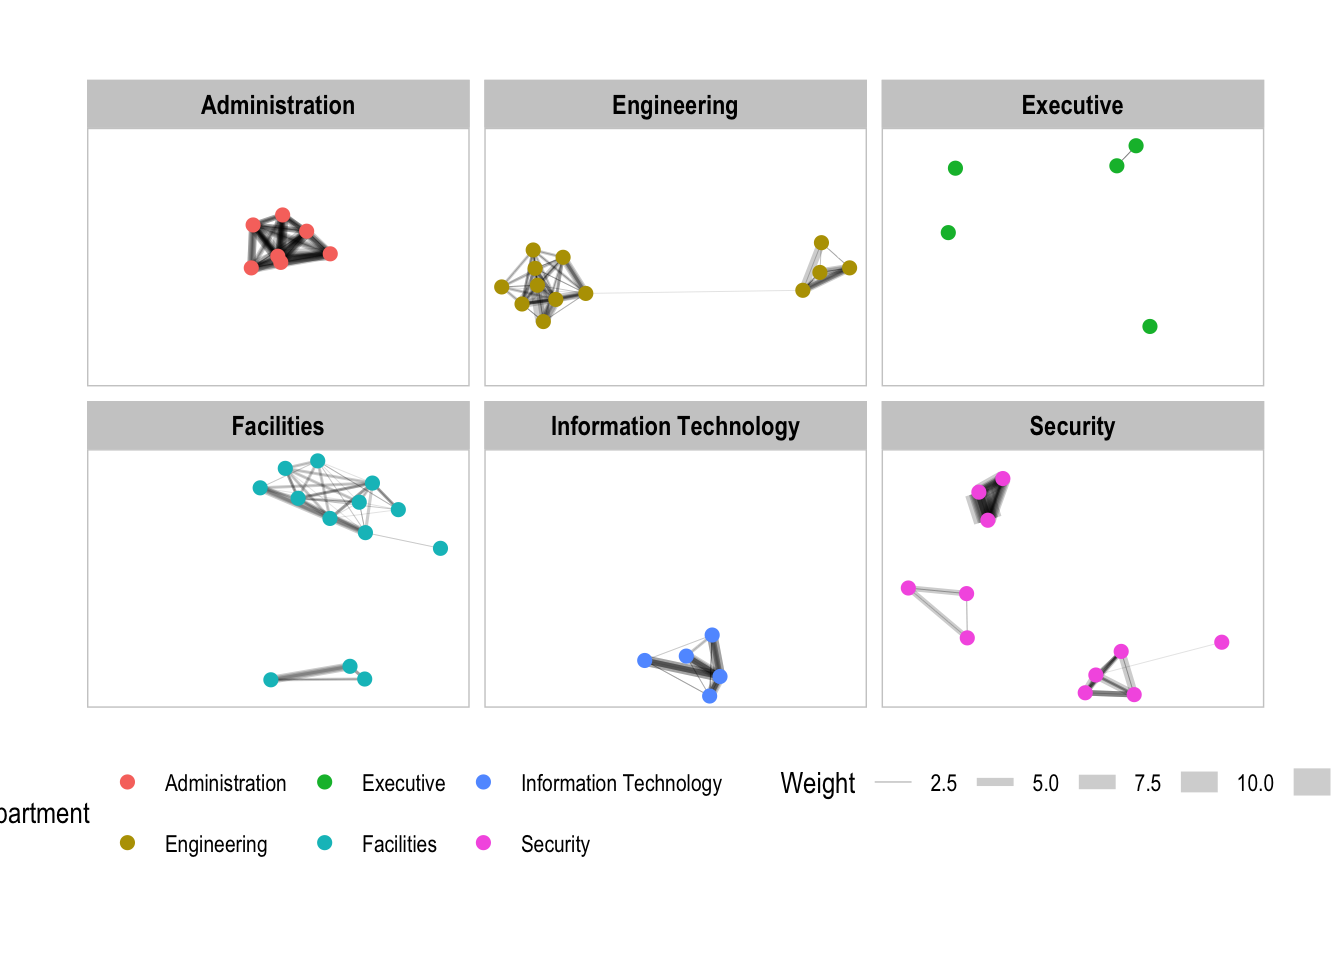 Administration
Engineering
Executive
Facilities
Information Technology
Security
Administration
Executive
Information Technology
Weight
2.5
5.0
7.5
10.0
partment
Engineering
Facilities
Security